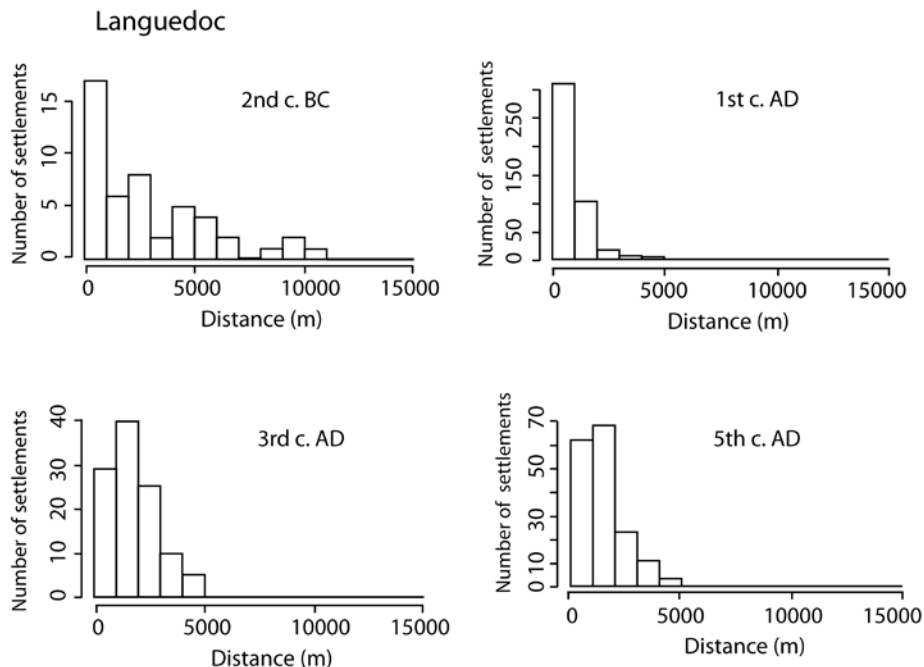 Languedoc
Number of settlements
15
10
5
0
2nd c. BC
0 5000 10000 15000
Distance (m)
Number of settlements
250
150
50
0
1st c. AD
0 5000 10000 15000
Distance (m)
Number of settlements
40
30
20
10
0
3rd c. AD
0 5000 10000 15000
Distance (m)
Number of settlements
70
50
30
10
0
5th c. AD
0 5000 10000 15000
Distance (m)